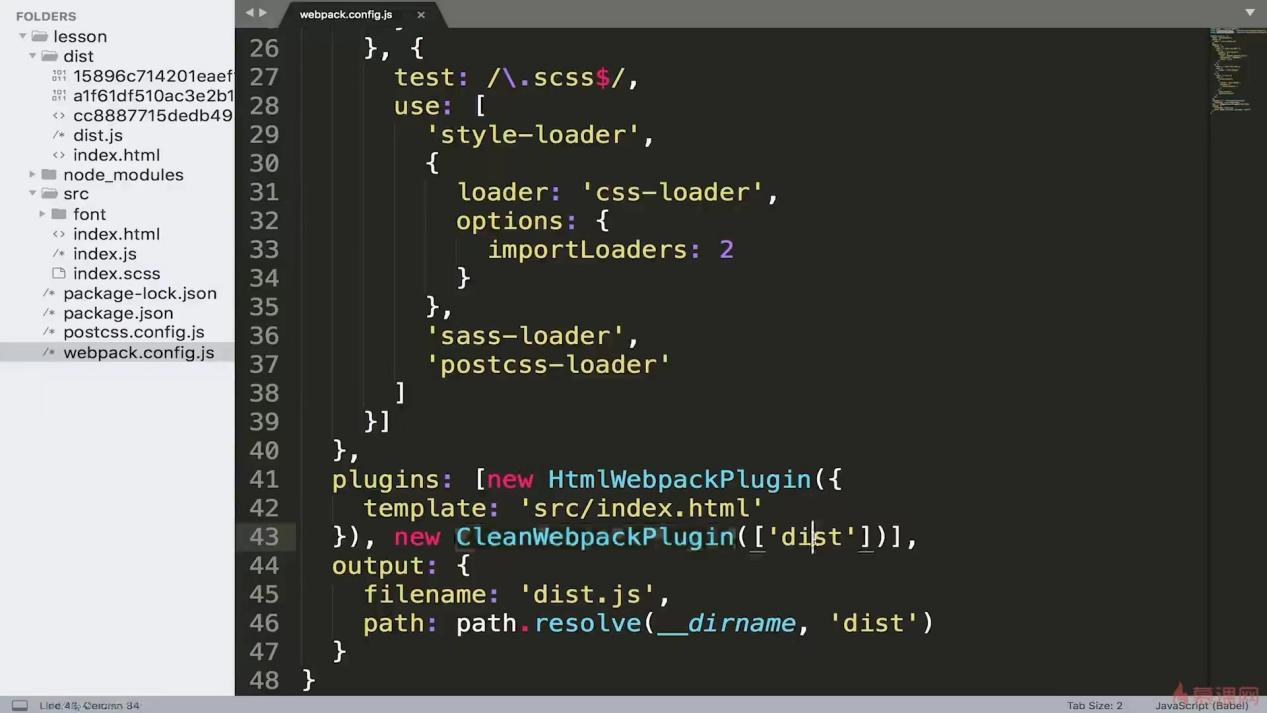 FOLDERS
lesson
dist
15896c714201eaef
a1f61df510ac3e2b1
cc8887715dedb49
dist.js
index.html
node_modules
src
font
index.html
index.js
index.scss
package-lock.json
package.json
postcss.config.js
webpack.config.js
webpack.config.js ×
26 }, {
27 test: /\.scss$/,
28 use: [
29 'style-loader',
30 {
31 loader: 'css-loader',
32 options: {
33 importLoaders: 2
34 }
35 },
36 'sass-loader',
37 'postcss-loader'
38 ]
39 }]
40 },
41 plugins: [new HtmlWebpackPlugin({
42 template: 'src/index.html'
43 }), new CleanWebpackPlugin(['dist'])],
44 output: {
45 filename: 'dist.js',
46 path: path.resolve(__dirname, 'dist')
47 }
48 }
慕课网
Column 34
Tab Size: 2
JavaScript (Babel)